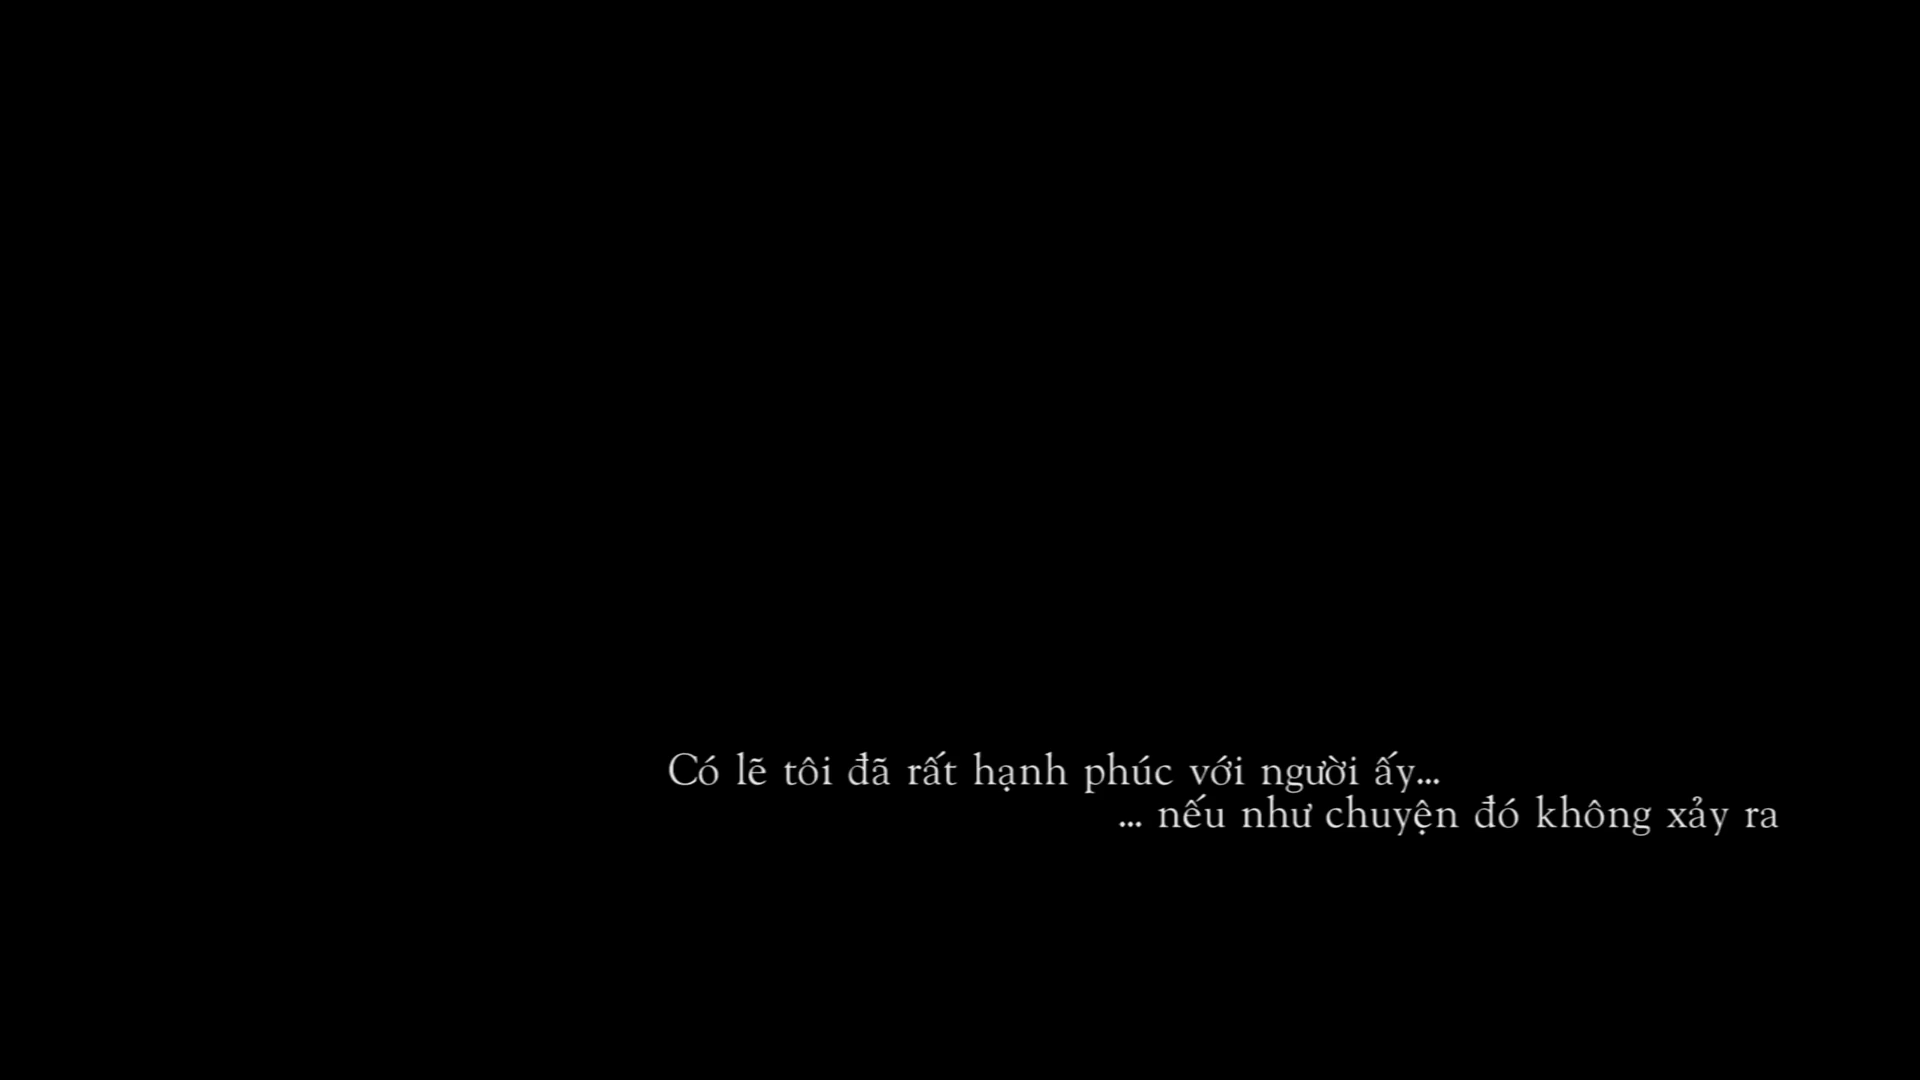 Có lẽ tôi đã rất hạnh phúc với người ấy...
... nếu như chuyện đó không xảy ra